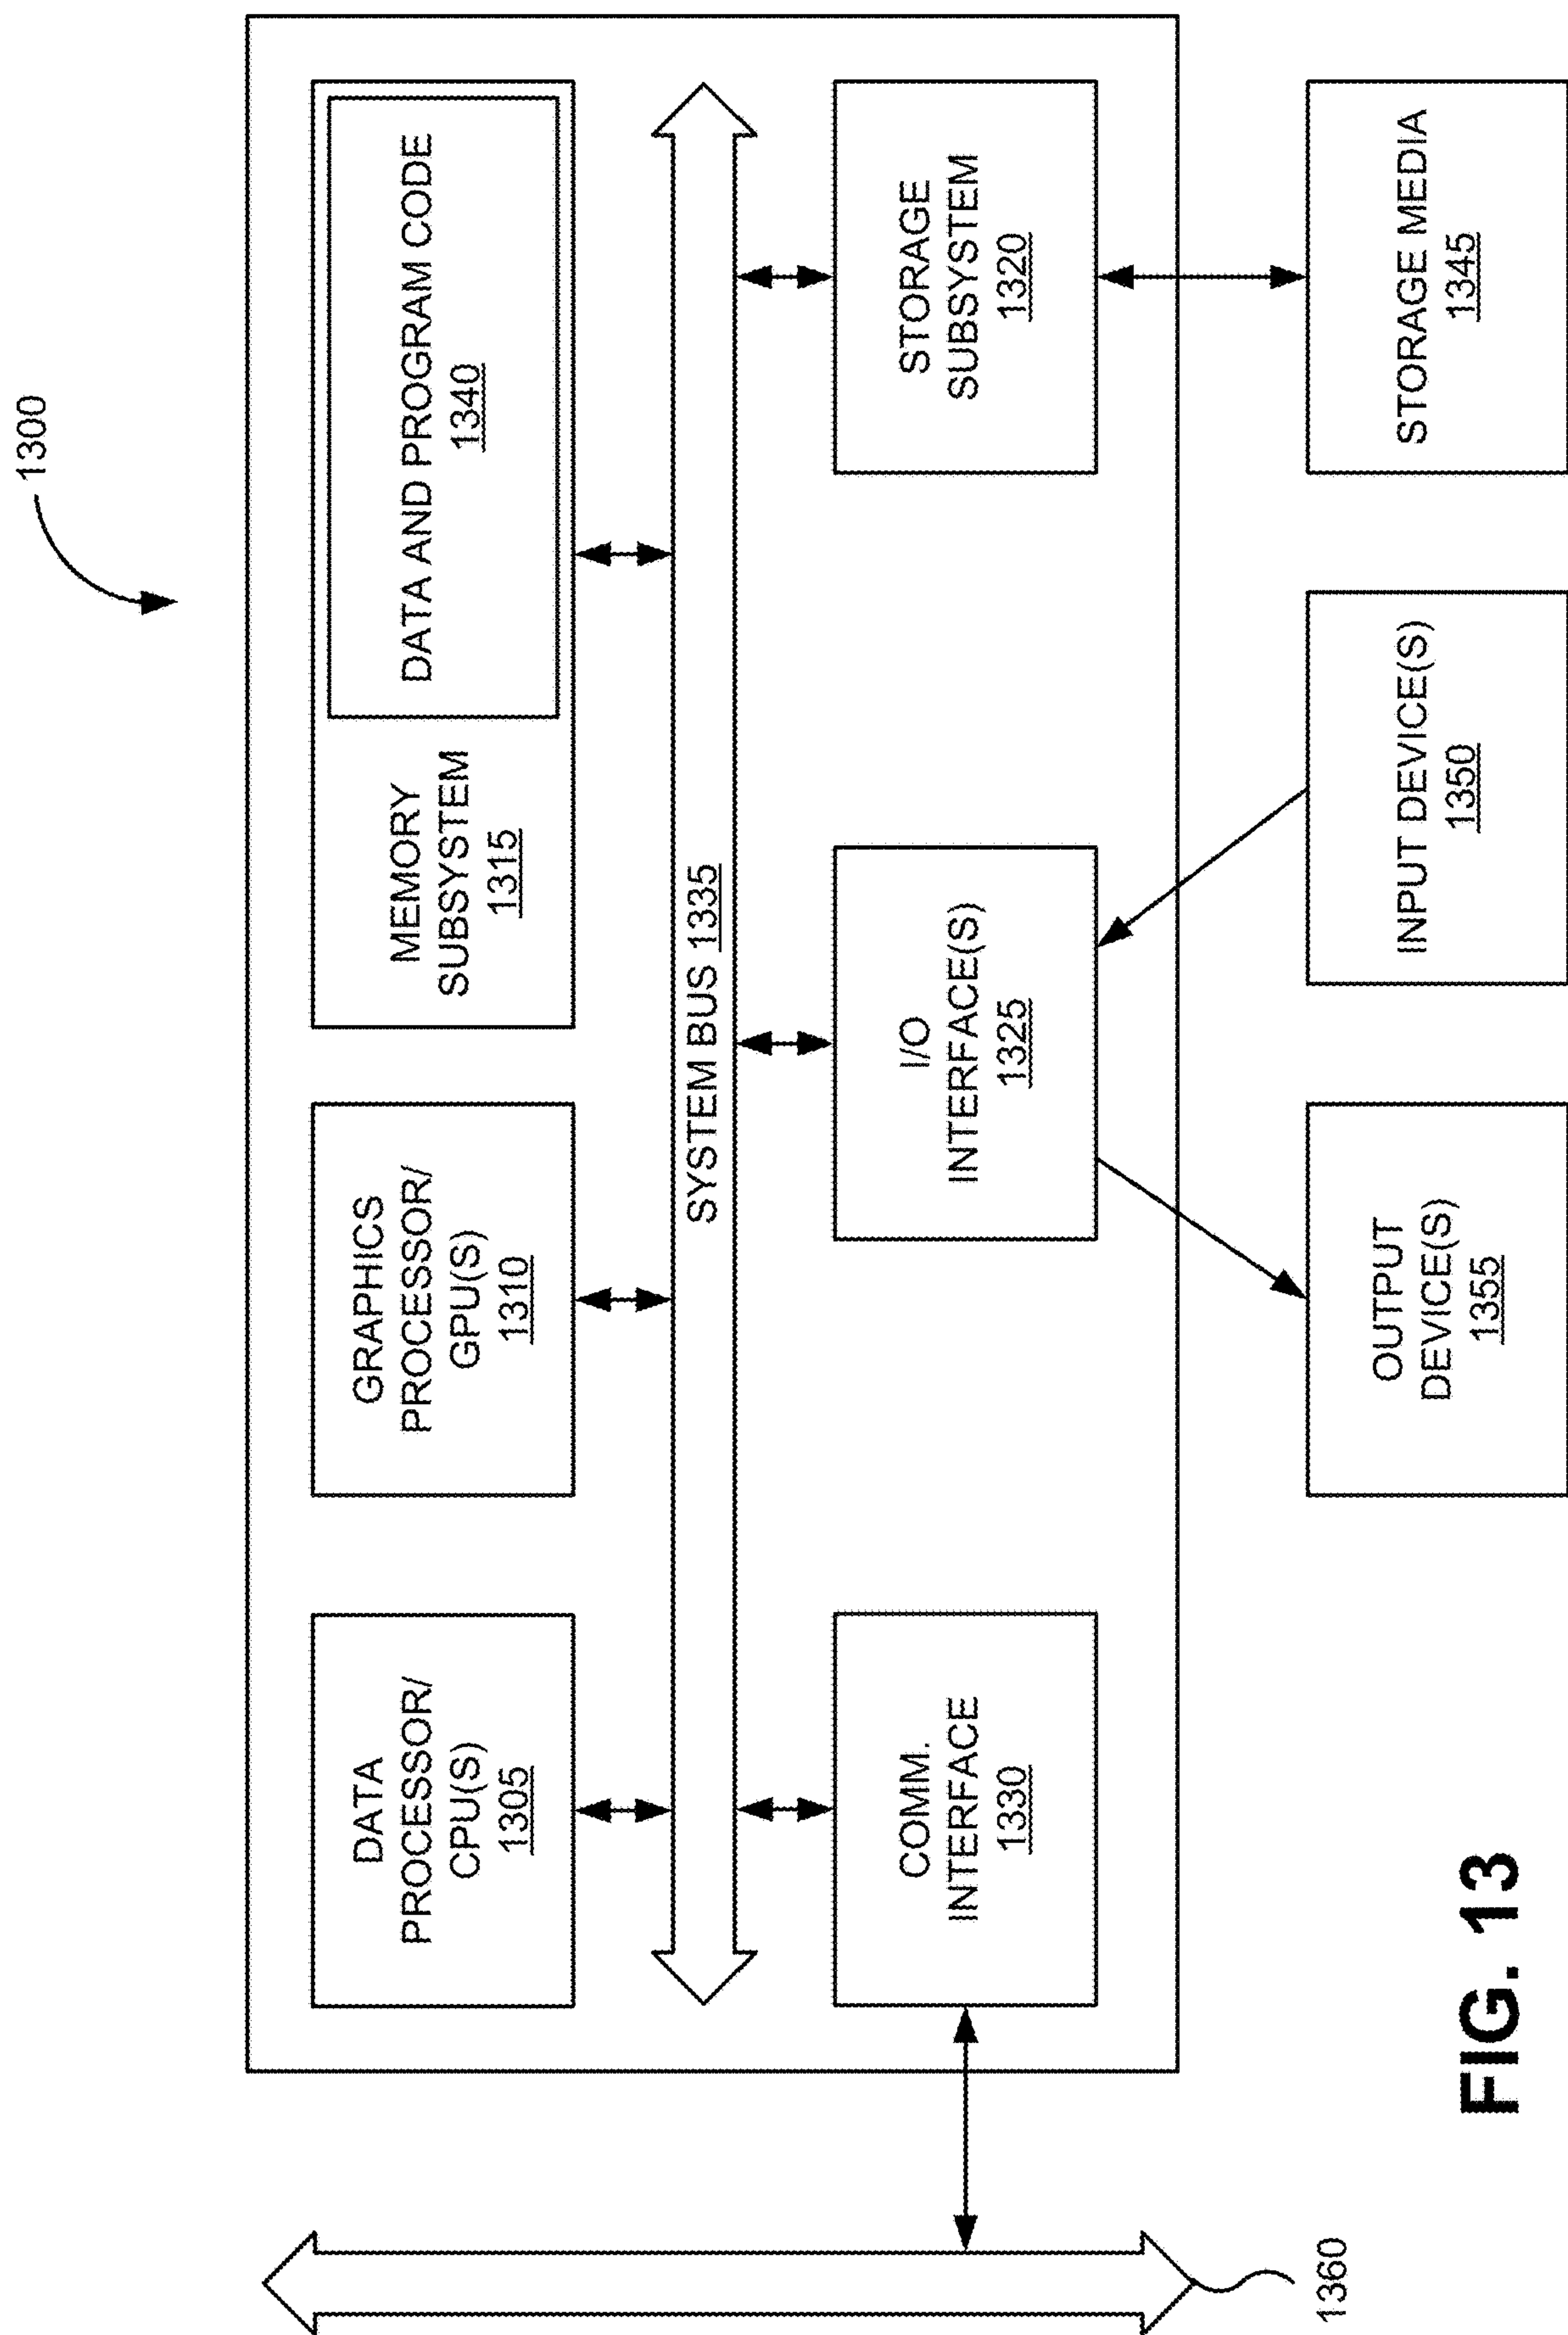 1300
DATA
PROCESSOR/
CPU(S)
1305
GRAPHICS
PROCESSOR/
GPU(S)
1310
MEMORY
SUBSYSTEM
1315
DATA AND PROGRAM CODE
1340
SYSTEM BUS 1335
COMM.
INTERFACE
1330
I/O
INTERFACE(S)
1325
STORAGE
SUBSYSTEM
1320
1360
OUTPUT
DEVICE(S)
1355
INPUT DEVICE(S)
1350
STORAGE MEDIA
1345
FIG. 13